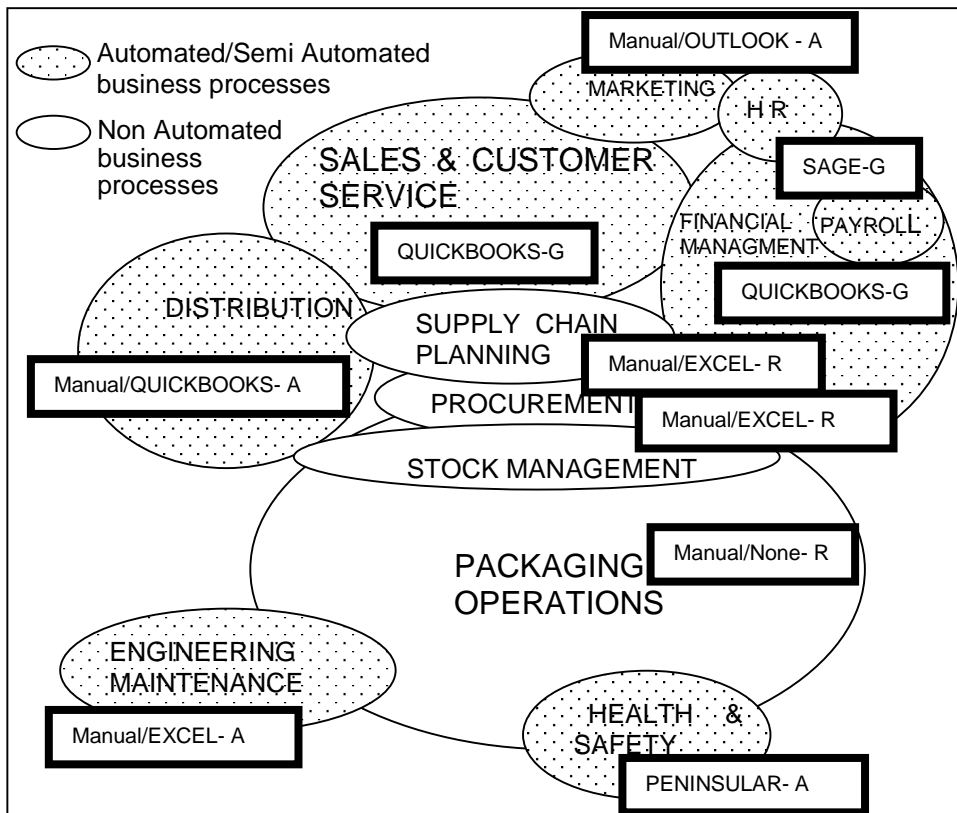 Automated/Semi Automated
business processes
Non Automated
business
processes
Manual/OUTLOOK - A
MARKETING
H R
SALES & CUSTOMER
SERVICE
SAGE-G
FINANCIAL
MANAGMENT
PAYROLL
QUICKBOOKS-G
QUICKBOOKS-G
DISTRIBUTION
SUPPLY CHAIN
PLANNING
Manual/EXCEL- R
Manual/QUICKBOOKS- A
PROCUREMENT
Manual/EXCEL- R
STOCK MANAGEMENT
Manual/None- R
PACKAGING
OPERATIONS
ENGINEERING
MAINTENANCE
Manual/EXCEL- A
HEALTH &
SAFETY
PENINSULAR- A